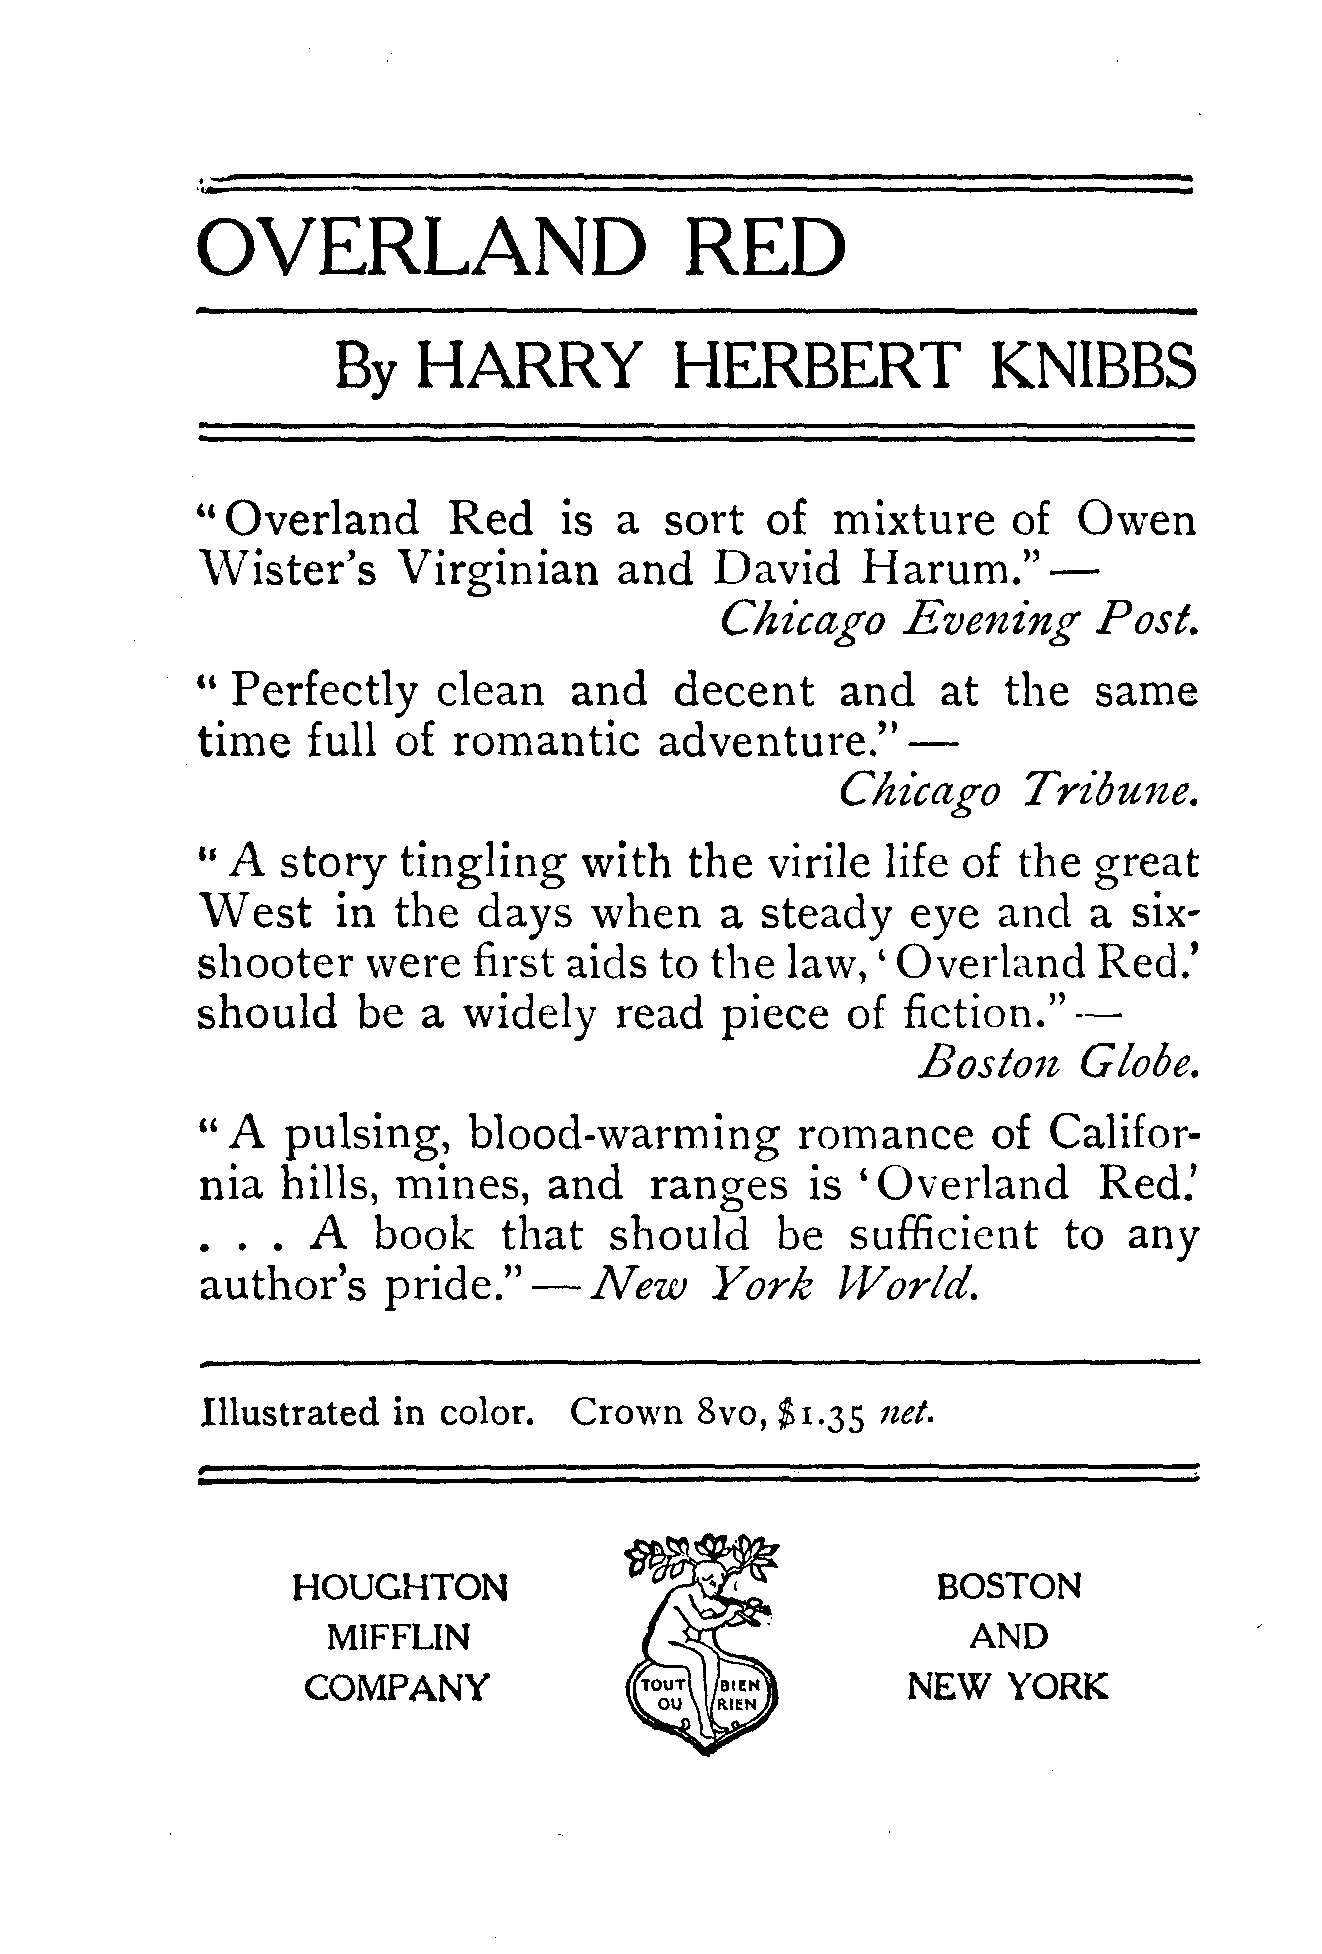 OVERLAND RED
By HARRY HERBERT KNIBBS
“Overland Red is a sort of mixture of Owen
Wister’s Virginian and David Harum.” —
Chicago Evening Post.
“Perfectly clean and decent and at the same
time full of romantic adventure.” —
Chicago Tribune.
“A story tingling with the virile life of the great
West in the days when a steady eye and a six-
shooter were first aids to the law, ‘Overland Red.’
should be a widely read piece of fiction.” —
Boston Globe.
“A pulsing, blood-warming romance of Califor-
nia hills, mines, and ranges is ‘Overland Red.’
. . . A book that should be sufficient to any
author’s pride.” — New York World.
Illustrated in color. Crown 8vo, $1.35 net.
HOUGHTON
MIFFLIN
COMPANY
TOUT BIEN
OU RIEN
BOSTON
AND
NEW YORK